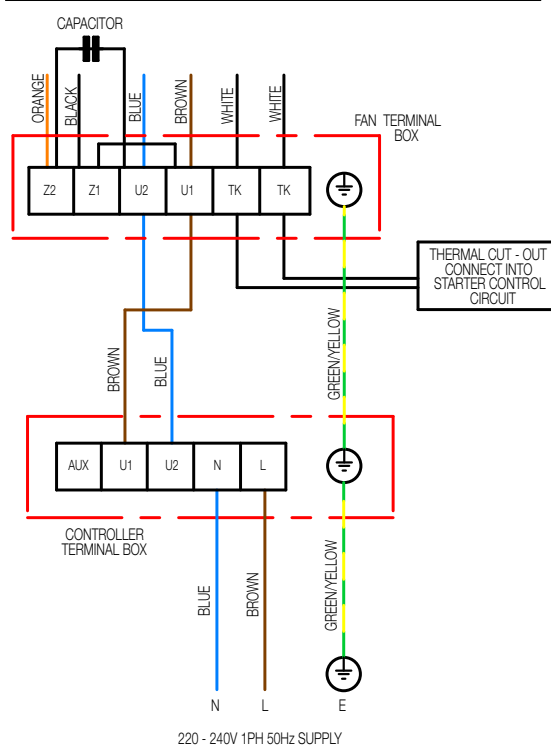 CAPACITOR
ORANGE
BLACK
BLUE
BROWN
WHITE
WHITE
FAN TERMINAL
BOX
Z2
Z1
U2
U1
TK
TK
THERMAL CUT - OUT
CONNECT INTO
STARTER CONTROL
CIRCUIT
BROWN
BLUE
GREEN/YELLOW
AUX
U1
U2
N
L
CONTROLLER
TERMINAL BOX
BLUE
BROWN
GREEN/YELLOW
N
L
E
220 - 240V 1PH 50Hz SUPPLY